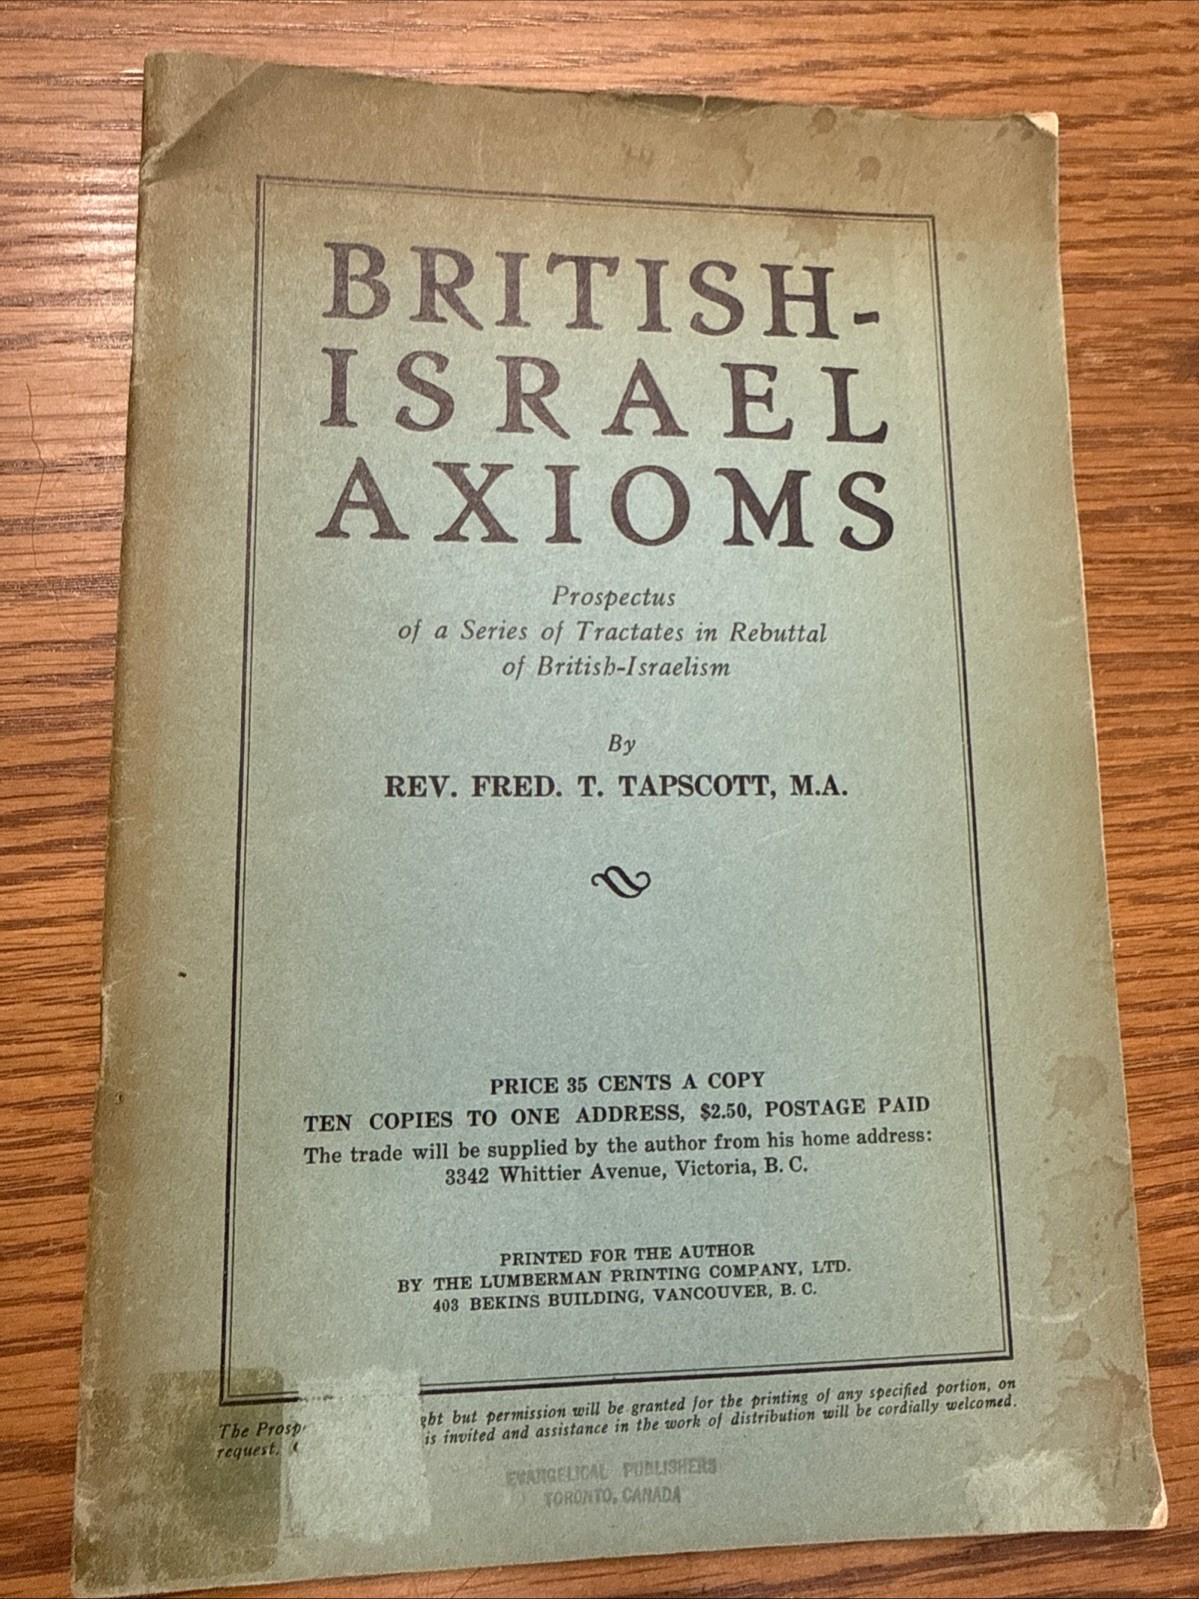 BRITISH-
ISRAEL
AXIOMS
Prospectus
of a Series of Tractates in Rebuttal
of British-Israelism
By
REV. FRED. T. TAPSCOTT, M.A.
PRICE 35 CENTS A COPY
TEN COPIES TO ONE ADDRESS, $2.50, POSTAGE PAID
The trade will be supplied by the author from his home address:
3342 Whittier Avenue, Victoria, B. C.
PRINTED FOR THE AUTHOR
BY THE LUMBERMAN PRINTING COMPANY, LTD.
403 BEKINS BUILDING, VANCOUVER, B. C.
The but permission will be granted for the printing of any specified portion, on
request. is invited and assistance in the work of distribution will be cordially welcomed.
EVANGELICAL PUBLISHERS
TORONTO, CANADA